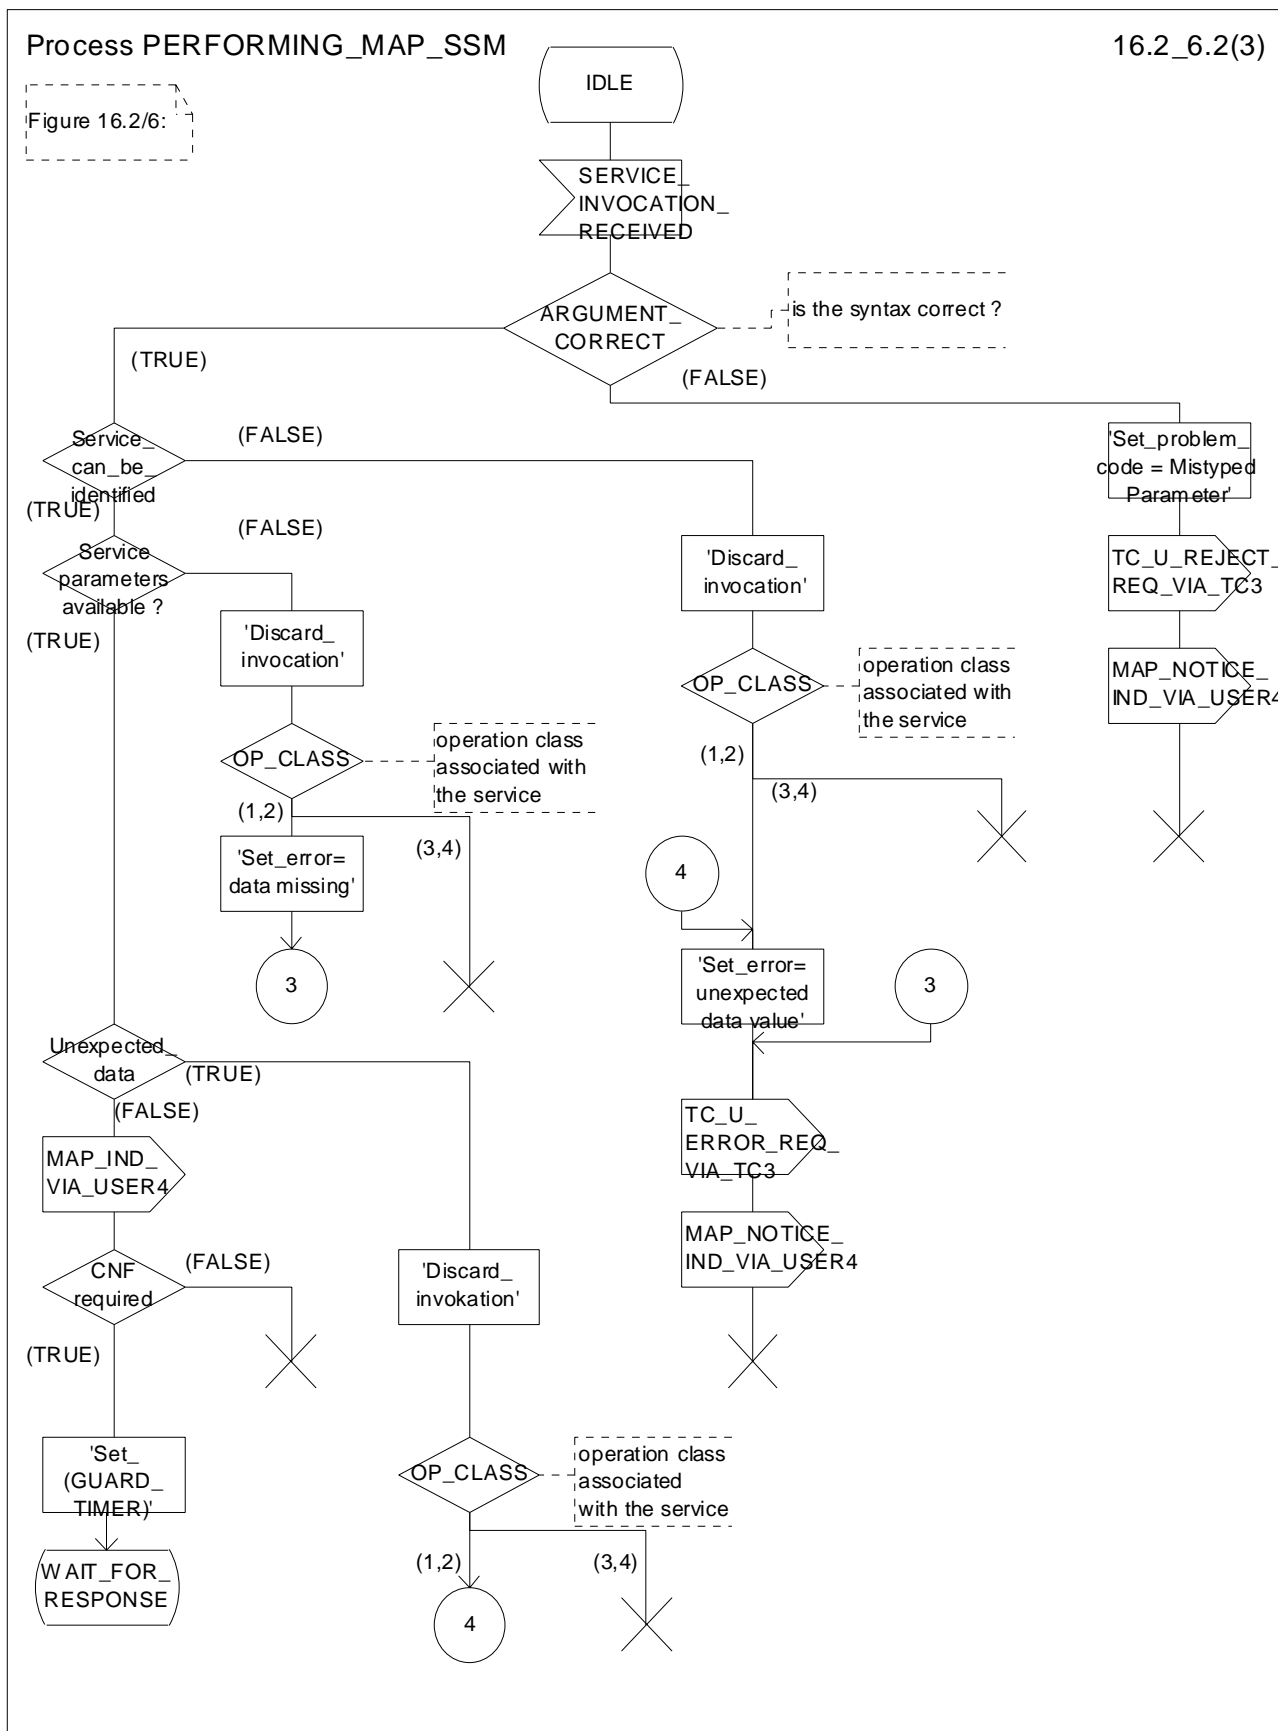 Process PERFORMING_MAP_SSM
16.2_6.2(3)
Figure 16.2/6:
IDLE
SERVICE_
INVOCATION_
RECEIVED
ARGUMENT_
CORRECT
is the syntax correct ?
(TRUE)
(FALSE)
Service_
can_be_
identified
(FALSE)
'Set_problem_
code = Mistyped
Parameter'
(TRUE)
(FALSE)
Service
parameters
available ?
'Discard_
invocation'
TC_U_REJECT_
REQ_VIA_TC3
(TRUE)
'Discard_
invocation'
OP_CLASS
operation class
associated with
the service
MAP_NOTICE_
IND_VIA_USER4
OP_CLASS
operation class
associated with
the service
(1,2)
(3,4)
(1,2)
(3,4)
'Set_error=
data missing'
4
3
'Set_error=
unexpected
data value'
3
Unexpected_
data
(TRUE)
(FALSE)
TC_U_
ERROR_REQ_
VIA_TC3
MAP_IND_
VIA_USER4
MAP_NOTICE_
IND_VIA_USER4
CNF
required
(FALSE)
'Discard_
invokation'
(TRUE)
'Set_
(GUARD_
TIMER)'
OP_CLASS
operation class
associated
with the service
(1,2)
(3,4)
WAIT_FOR_
RESPONSE
4